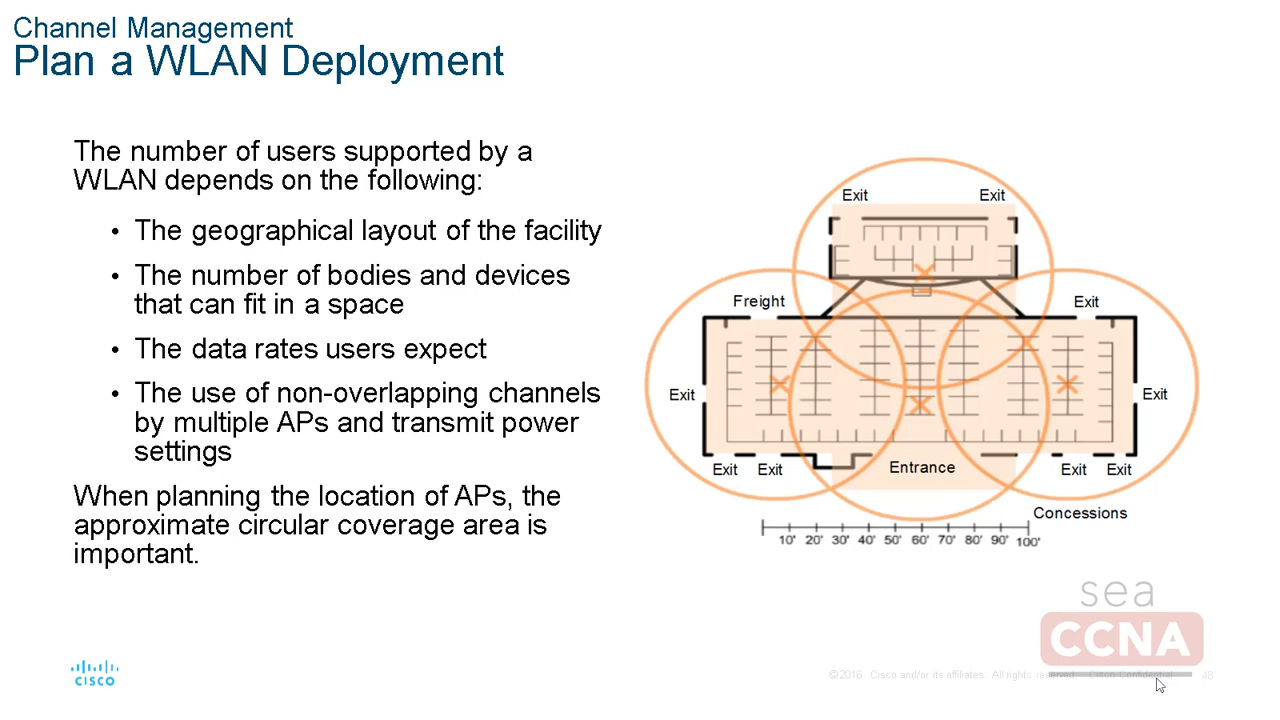 Channel Management
Plan a WLAN Deployment
The number of users supported by a
WLAN depends on the following:
• The geographical layout of the facility
• The number of bodies and devices
that can fit in a space
• The data rates users expect
• The use of non-overlapping channels
by multiple APs and transmit power
settings
When planning the location of APs, the
approximate circular coverage area is
important.
Exit Exit
Freight Exit
Exit Exit
Exit Exit Entrance Exit Exit
Concessions
10' 20' 30' 40' 50' 60' 70' 80' 90' 100'
sea
CCNA
CISCO
© 2016 Cisco and/or its affiliates. All rights reserved. Cisco Confidential 48